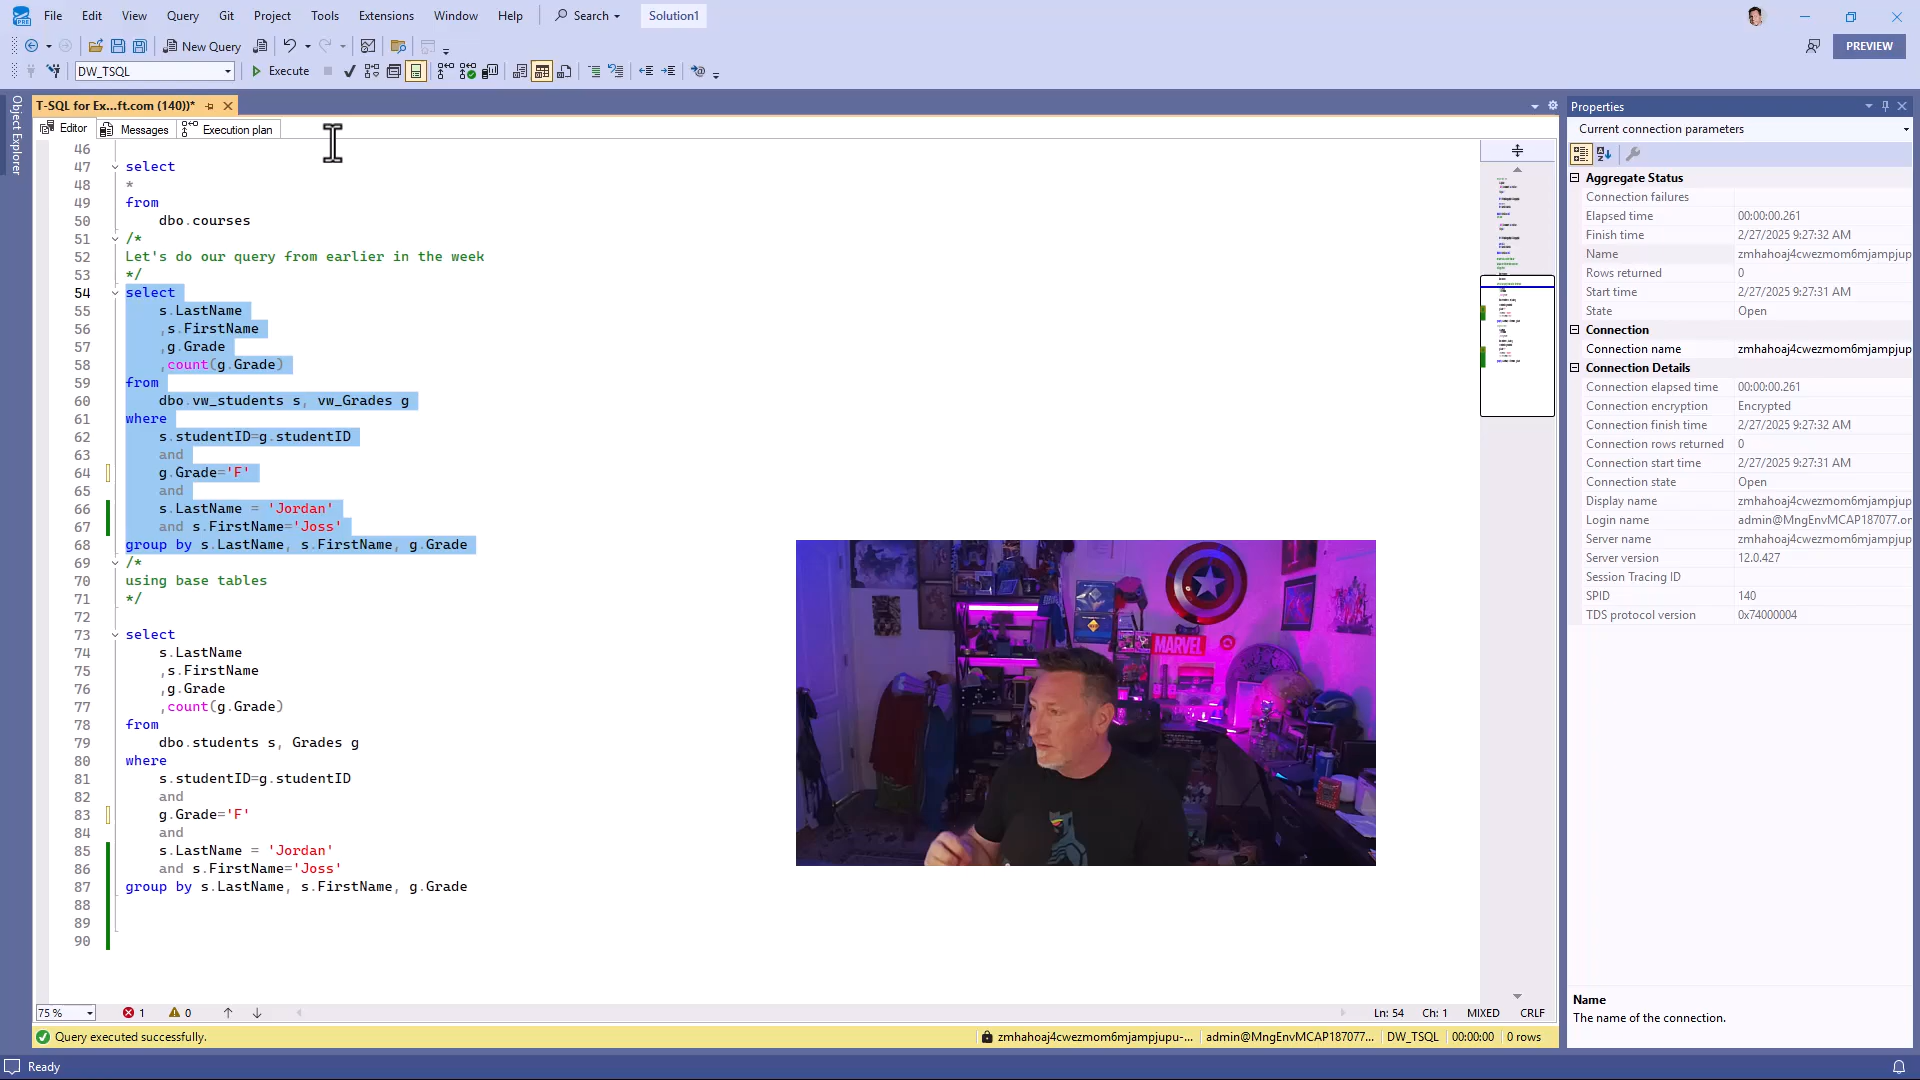 File Edit View Query Git Project Tools Extensions Window Help Search Solution1
New Query PREVIEW
DW_TSQL Execute
Object Explorer
T-SQL for Ex...ft.com (140))*
Editor Messages Execution plan
46
47 select
48 *
49 from
50 dbo.courses
51 /*
52 Let's do our query from earlier in the week
53 */
54 select
55 s.LastName
56 ,s.FirstName
57 ,g.Grade
58 ,count(g.Grade)
59 from
60 dbo.vw_students s, vw_Grades g
61 where
62 s.studentID=g.studentID
63 and
64 g.Grade='F'
65 and
66 s.LastName = 'Jordan'
67 and s.FirstName='Joss'
68 group by s.LastName, s.FirstName, g.Grade
69 /*
70 using base tables
71 */
72
73 select
74 s.LastName
75 ,s.FirstName
76 ,g.Grade
77 ,count(g.Grade)
78 from
79 dbo.students s, Grades g
80 where
81 s.studentID=g.studentID
82 and
83 g.Grade='F'
84 and
85 s.LastName = 'Jordan'
86 and s.FirstName='Joss'
87 group by s.LastName, s.FirstName, g.Grade
88
89
90
MARVEL
75 % 1 0 Ln: 54 Ch: 1 MIXED CRLF
Query executed successfully. zmhahoaj4cwezmom6mjampjupu-... admin@MngEnvMCAP187077... DW_TSQL 00:00:00 0 rows
Ready
Properties
Current connection parameters
Aggregate Status
Connection failures
Elapsed time 00:00:00.261
Finish time 2/27/2025 9:27:32 AM
Name zmhahoaj4cwezmom6mjampjup
Rows returned 0
Start time 2/27/2025 9:27:31 AM
State Open
Connection
Connection name zmhahoaj4cwezmom6mjampjup
Connection Details
Connection elapsed time 00:00:00.261
Connection encryption Encrypted
Connection finish time 2/27/2025 9:27:32 AM
Connection rows returned 0
Connection start time 2/27/2025 9:27:31 AM
Connection state Open
Display name zmhahoaj4cwezmom6mjampjup
Login name admin@MngEnvMCAP187077.on
Server name zmhahoaj4cwezmom6mjampjup
Server version 12.0.427
Session Tracing ID
SPID 140
TDS protocol version 0x74000004
Name
The name of the connection.